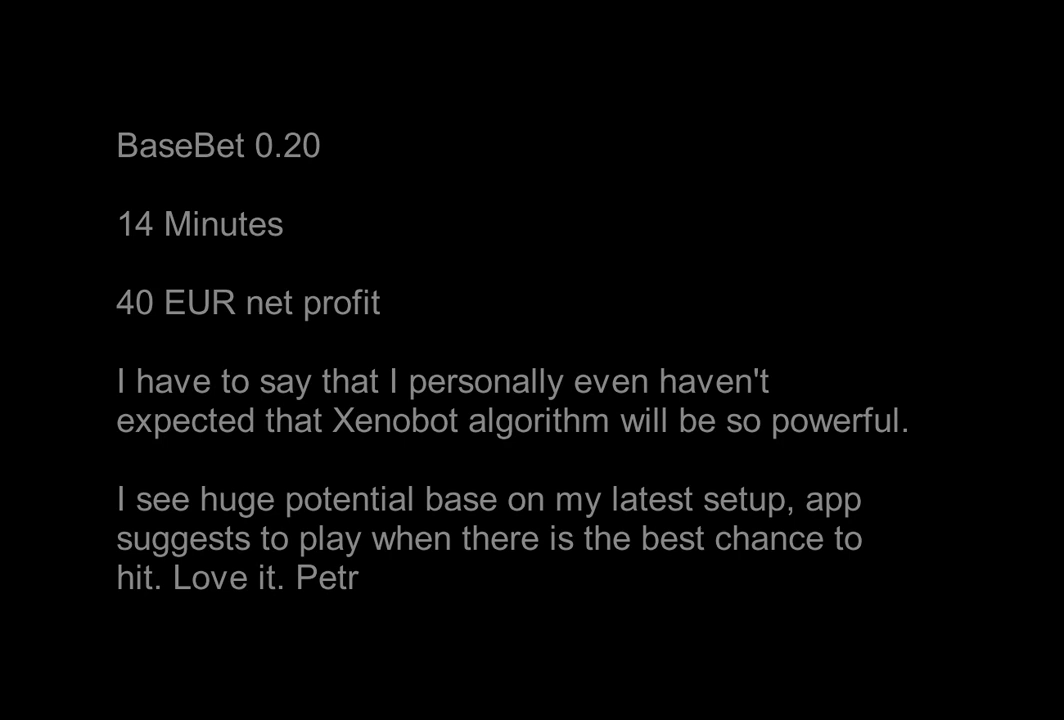 BaseBet 0.20
14 Minutes
40 EUR net profit
I have to say that I personally even haven't
expected that Xenobot algorithm will be so powerful.
I see huge potential base on my latest setup, app
suggests to play when there is the best chance to
hit. Love it. Petr